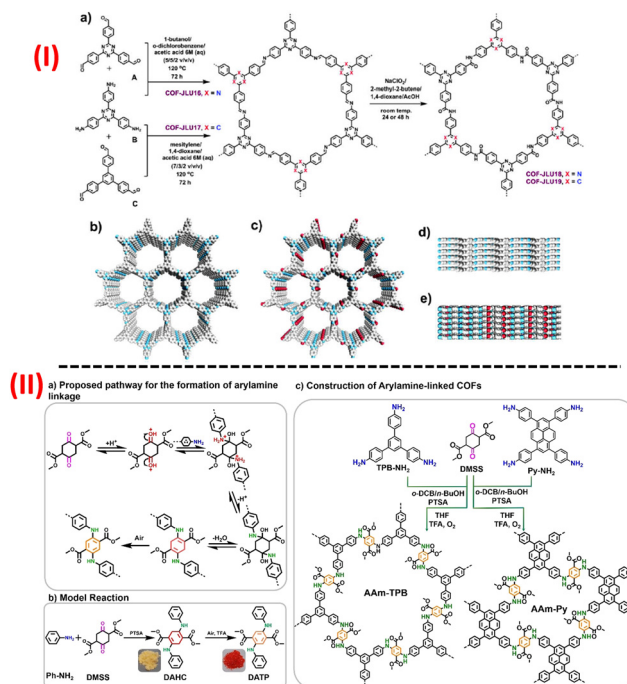 (I)
a)
1-butanol/
o-dichlorobenzene/
acetic acid 6M (aq)
(5/5/2 v/v/v)
120 ºC
72 h
COF-JLU16, X = N
A
+
B
COF-JLU17, X = C
mesitylene/
1,4-dioxane/
acetic acid 6M (aq)
(7/3/2 v/v/v)
120 ºC
72 h
+
C
NaClO₂/
2-methyl-2-butene/
1,4-dioxane/AcOH
room temp.
24 or 48 h
COF-JLU18, X = N
COF-JLU19, X = C
b)
c)
d)
e)
(II)
a) Proposed pathway for the formation of arylamine
linkage
+H⁺
-H⁺
-H₂O
Air
b) Model Reaction
Ph-NH₂
+
DMSS
PTSA
DAHC
Air, TFA
DATP
c) Construction of Arylamine-linked COFs
TPB-NH₂
DMSS
Py-NH₂
o-DCB/n-BuOH
PTSA
THF
TFA, O₂
o-DCB/n-BuOH
PTSA
THF
TFA, O₂
AAm-TPB
AAm-Py